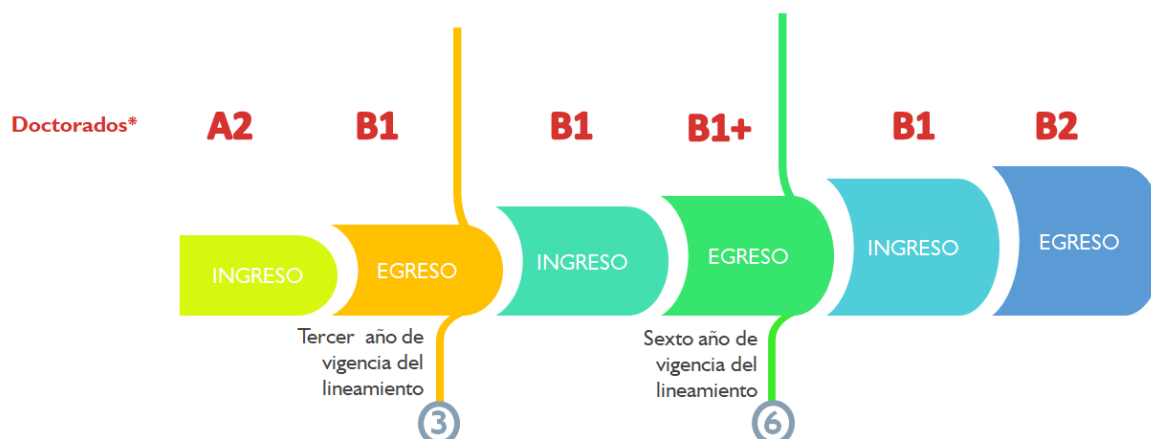 Doctorados* A2 B1 B1 B1+ B1 B2
INGRESO EGRESO INGRESO EGRESO INGRESO EGRESO
Tercer año de
vigencia del
lineamiento
3
Sexto año de
vigencia del
lineamiento
6